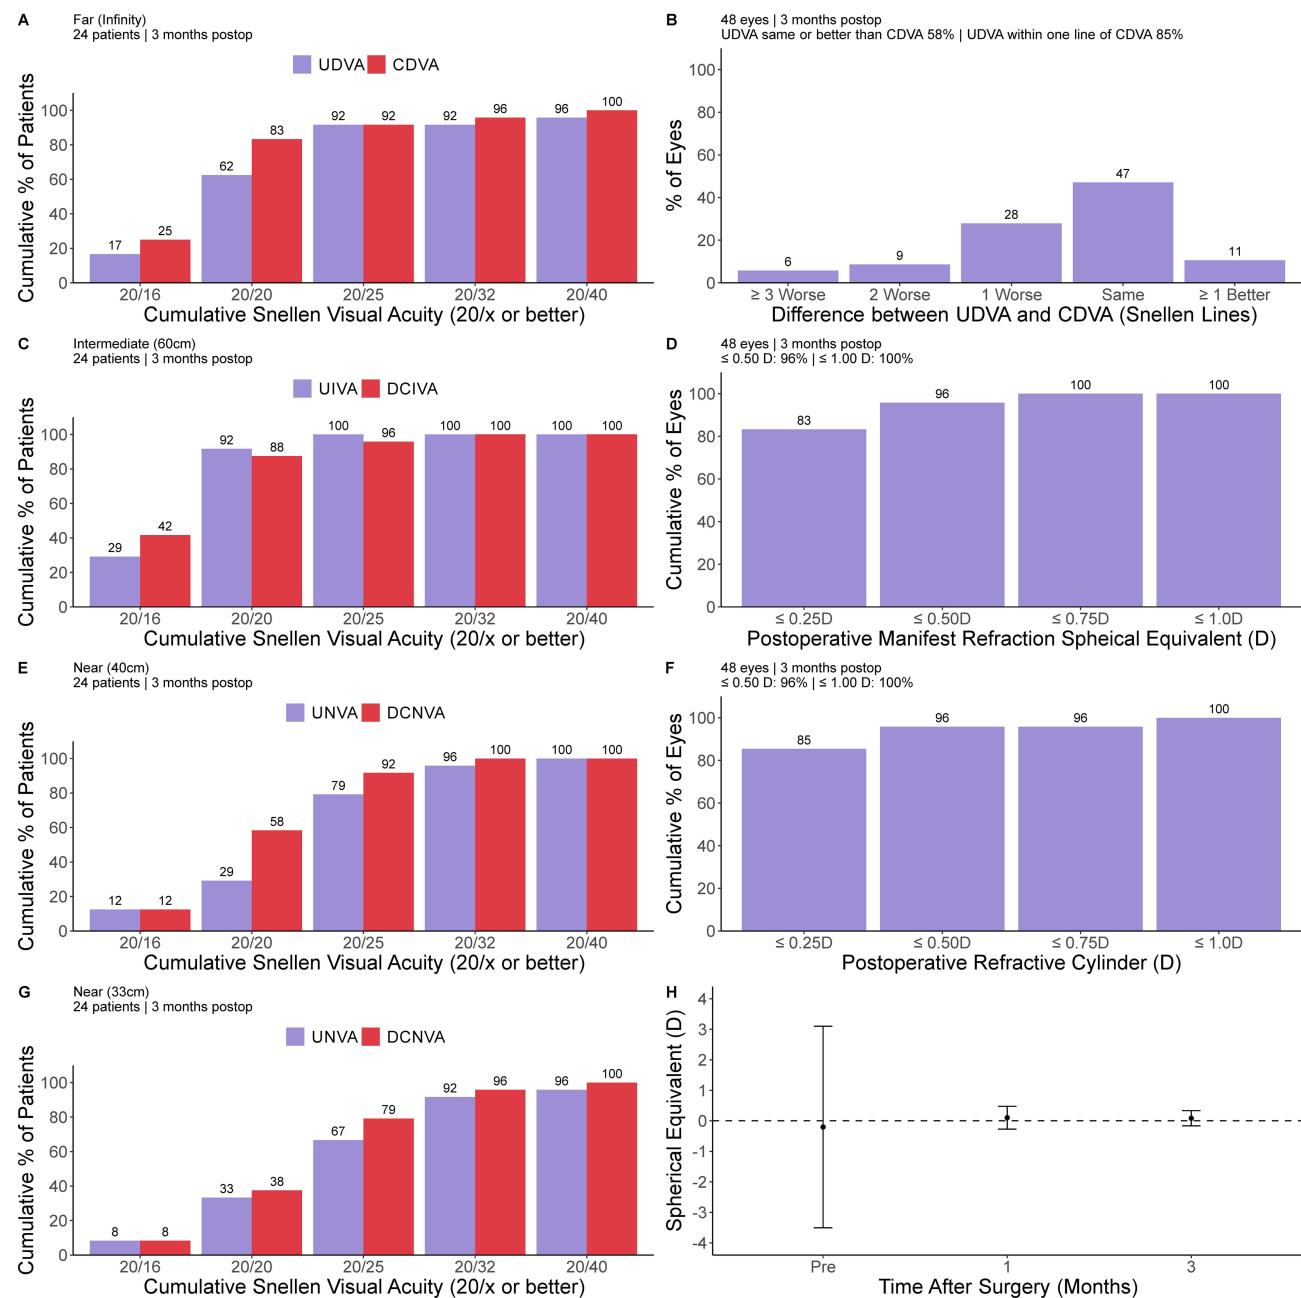 A
Far (Infinity)
24 patients | 3 months postop
UDVA CDVA
Cumulative % of Patients
100
80
60
40
20
0
17 25 62 83 92 92 92 96 96 100
20/16 20/20 20/25 20/32 20/40
Cumulative Snellen Visual Acuity (20/x or better)
B
48 eyes | 3 months postop
UDVA same or better than CDVA 58% | UDVA within one line of CDVA 85%
% of Eyes
100
80
60
40
20
0
6 9 28 47 11
≥ 3 Worse 2 Worse 1 Worse Same ≥ 1 Better
Difference between UDVA and CDVA (Snellen Lines)
C
Intermediate (60cm)
24 patients | 3 months postop
UIVA DCIVA
Cumulative % of Patients
100
80
60
40
20
0
29 42 92 88 100 96 100 100 100 100
20/16 20/20 20/25 20/32 20/40
Cumulative Snellen Visual Acuity (20/x or better)
D
48 eyes | 3 months postop
≤ 0.50 D: 96% | ≤ 1.00 D: 100%
Cumulative % of Eyes
100
80
60
40
20
0
83 96 100 100
≤ 0.25D ≤ 0.50D ≤ 0.75D ≤ 1.0D
Postoperative Manifest Refraction Spheical Equivalent (D)
E
Near (40cm)
24 patients | 3 months postop
UNVA DCNVA
Cumulative % of Patients
100
80
60
40
20
0
12 12 29 58 79 92 96 100 100 100
20/16 20/20 20/25 20/32 20/40
Cumulative Snellen Visual Acuity (20/x or better)
F
48 eyes | 3 months postop
≤ 0.50 D: 96% | ≤ 1.00 D: 100%
Cumulative % of Eyes
100
80
60
40
20
0
85 96 96 100
≤ 0.25D ≤ 0.50D ≤ 0.75D ≤ 1.0D
Postoperative Refractive Cylinder (D)
G
Near (33cm)
24 patients | 3 months postop
UNVA DCNVA
Cumulative % of Patients
100
80
60
40
20
0
8 8 33 38 67 79 92 96 96 100
20/16 20/20 20/25 20/32 20/40
Cumulative Snellen Visual Acuity (20/x or better)
H
Spherical Equivalent (D)
4
3
2
1
0
-1
-2
-3
-4
Pre 1 3
Time After Surgery (Months)